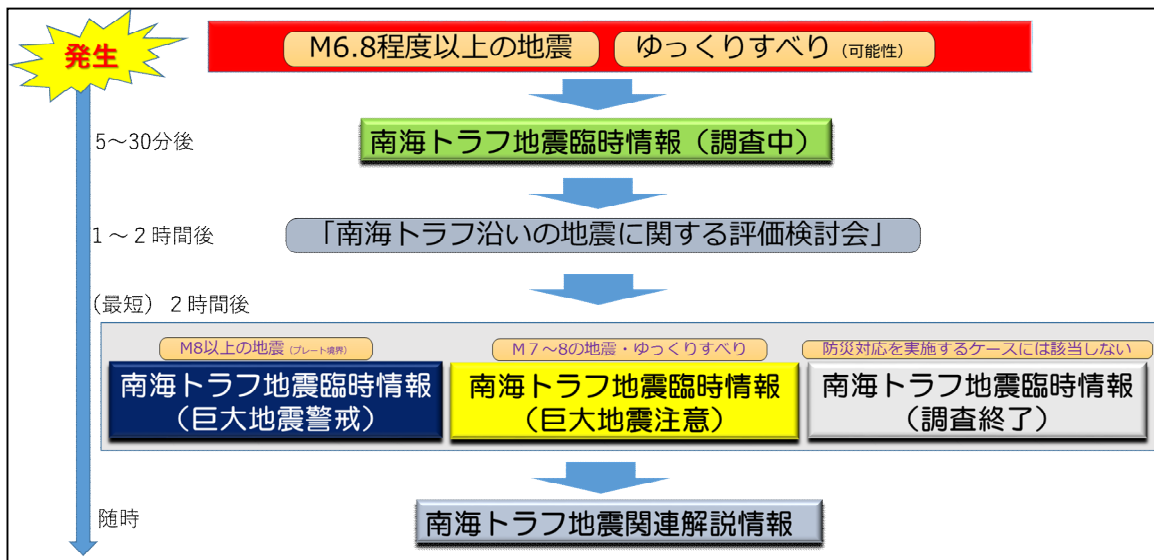 発生
M6.8程度以上の地震
ゆっくりすべり（可能性）
5～30分後
南海トラフ地震臨時情報（調査中）
1～２時間後
「南海トラフ沿いの地震に関する評価検討会」
(最短）２時間後
M8以上の地震（プレート境界）
南海トラフ地震臨時情報
（巨大地震警戒）
M７～8の地震・ゆっくりすべり
南海トラフ地震臨時情報
（巨大地震注意）
防災対応を実施するケースには該当しない
南海トラフ地震臨時情報
（調査終了）
随時
南海トラフ地震関連解説情報